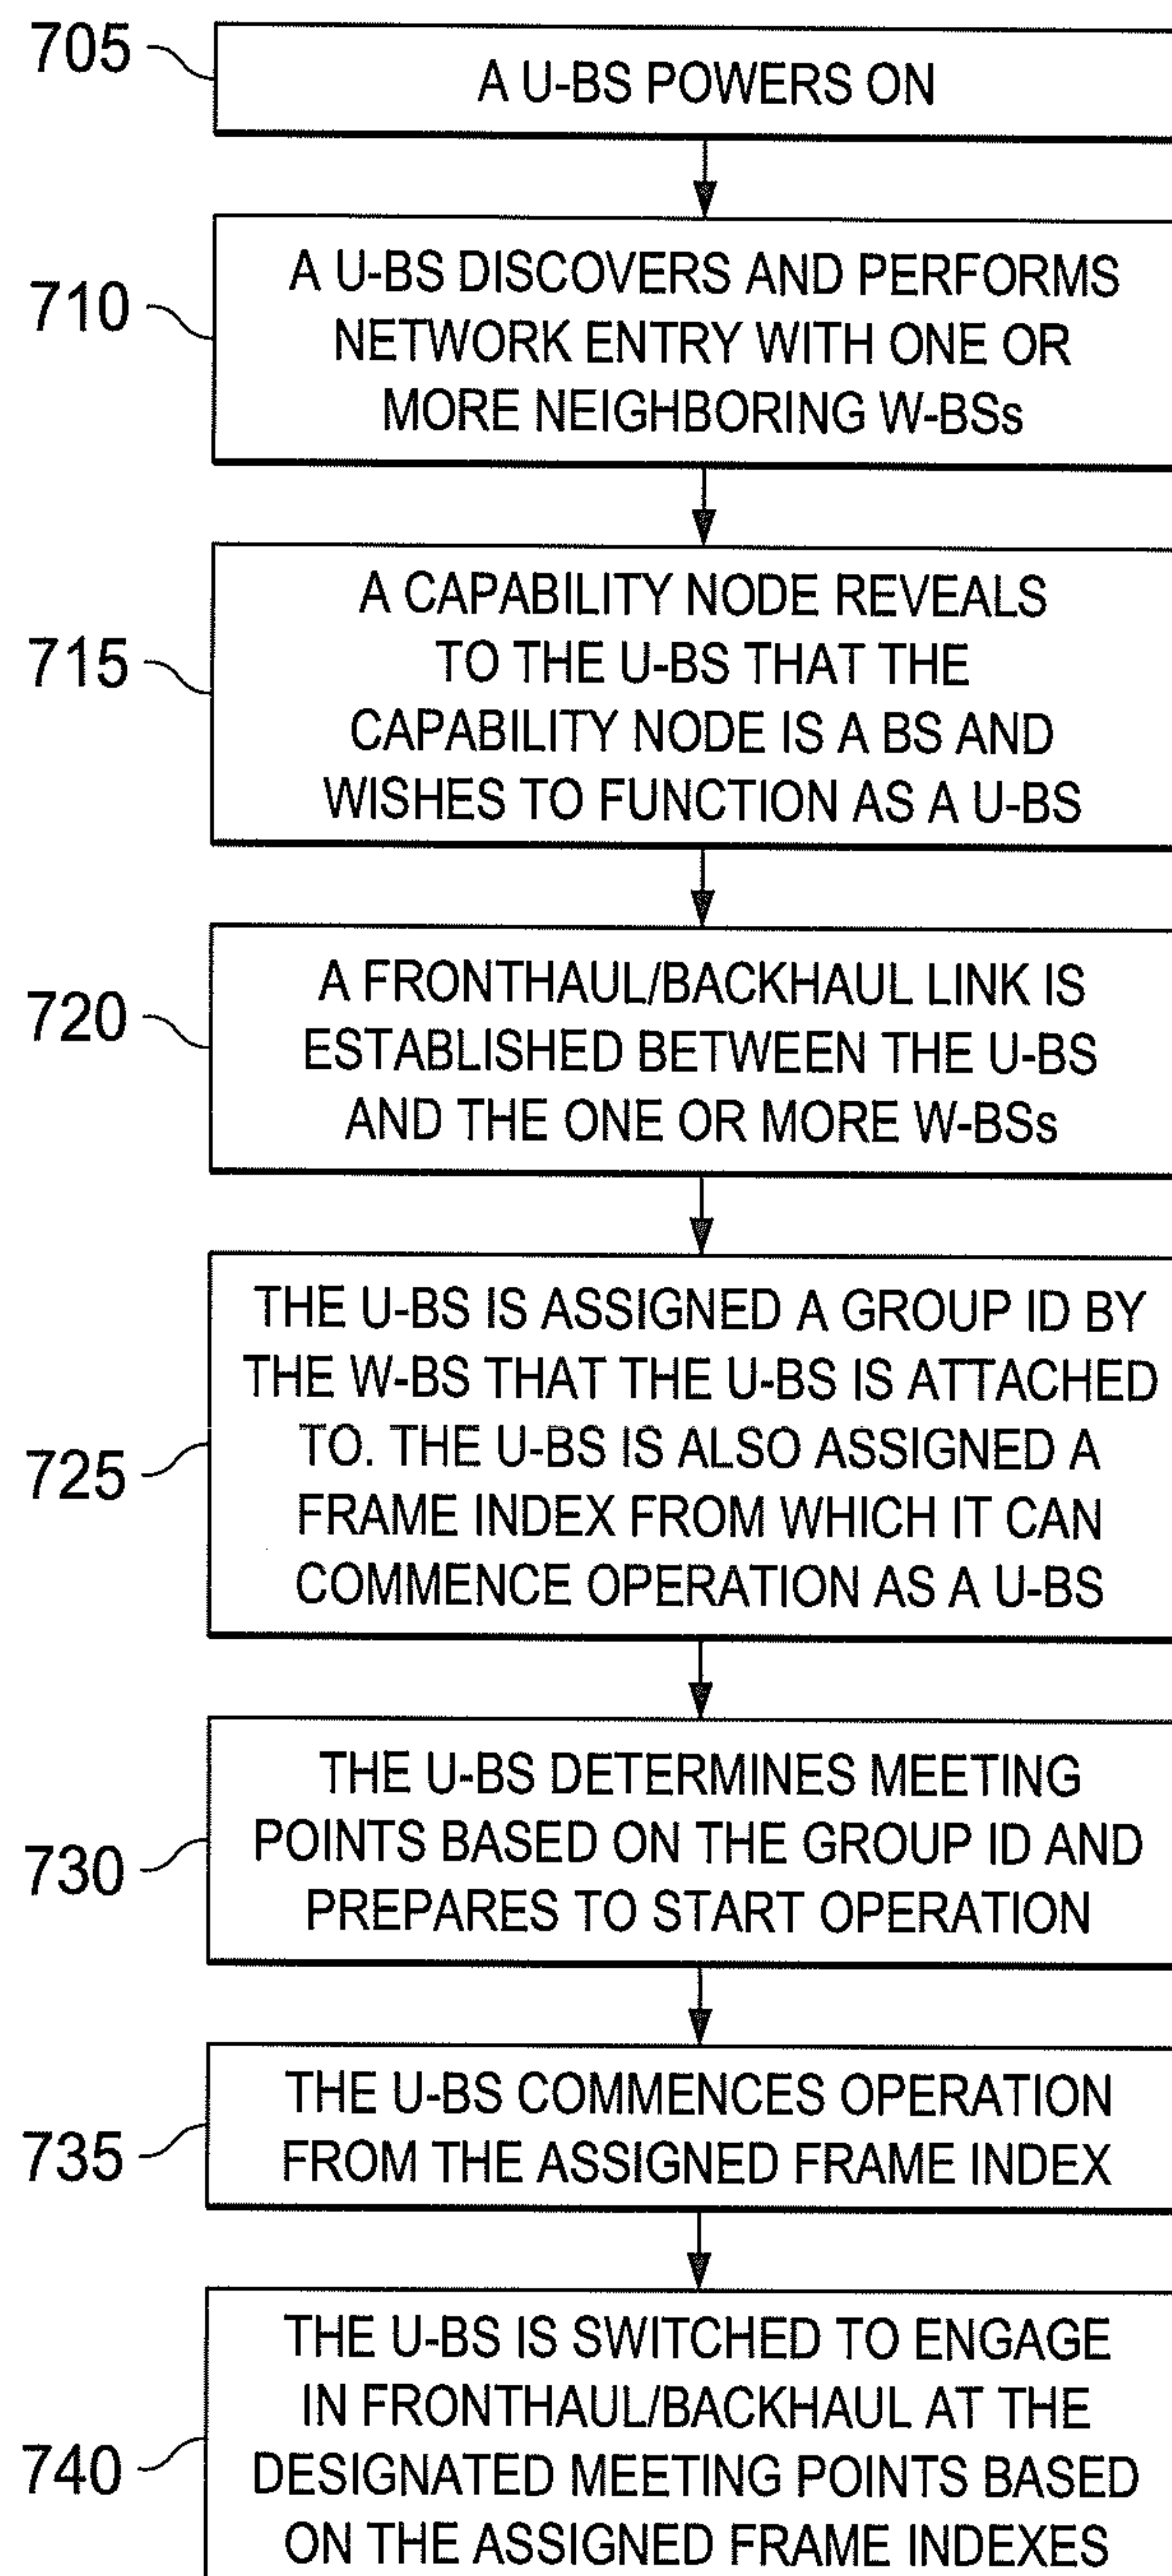 705
A U-BS POWERS ON
710
A U-BS DISCOVERS AND PERFORMS
NETWORK ENTRY WITH ONE OR
MORE NEIGHBORING W-BSs
715
A CAPABILITY NODE REVEALS
TO THE U-BS THAT THE
CAPABILITY NODE IS A BS AND
WISHES TO FUNCTION AS A U-BS
720
A FRONTHAUL/BACKHAUL LINK IS
ESTABLISHED BETWEEN THE U-BS
AND THE ONE OR MORE W-BSs
725
THE U-BS IS ASSIGNED A GROUP ID BY
THE W-BS THAT THE U-BS IS ATTACHED
TO. THE U-BS IS ALSO ASSIGNED A
FRAME INDEX FROM WHICH IT CAN
COMMENCE OPERATION AS A U-BS
730
THE U-BS DETERMINES MEETING
POINTS BASED ON THE GROUP ID AND
PREPARES TO START OPERATION
735
THE U-BS COMMENCES OPERATION
FROM THE ASSIGNED FRAME INDEX
740
THE U-BS IS SWITCHED TO ENGAGE
IN FRONTHAUL/BACKHAUL AT THE
DESIGNATED MEETING POINTS BASED
ON THE ASSIGNED FRAME INDEXES